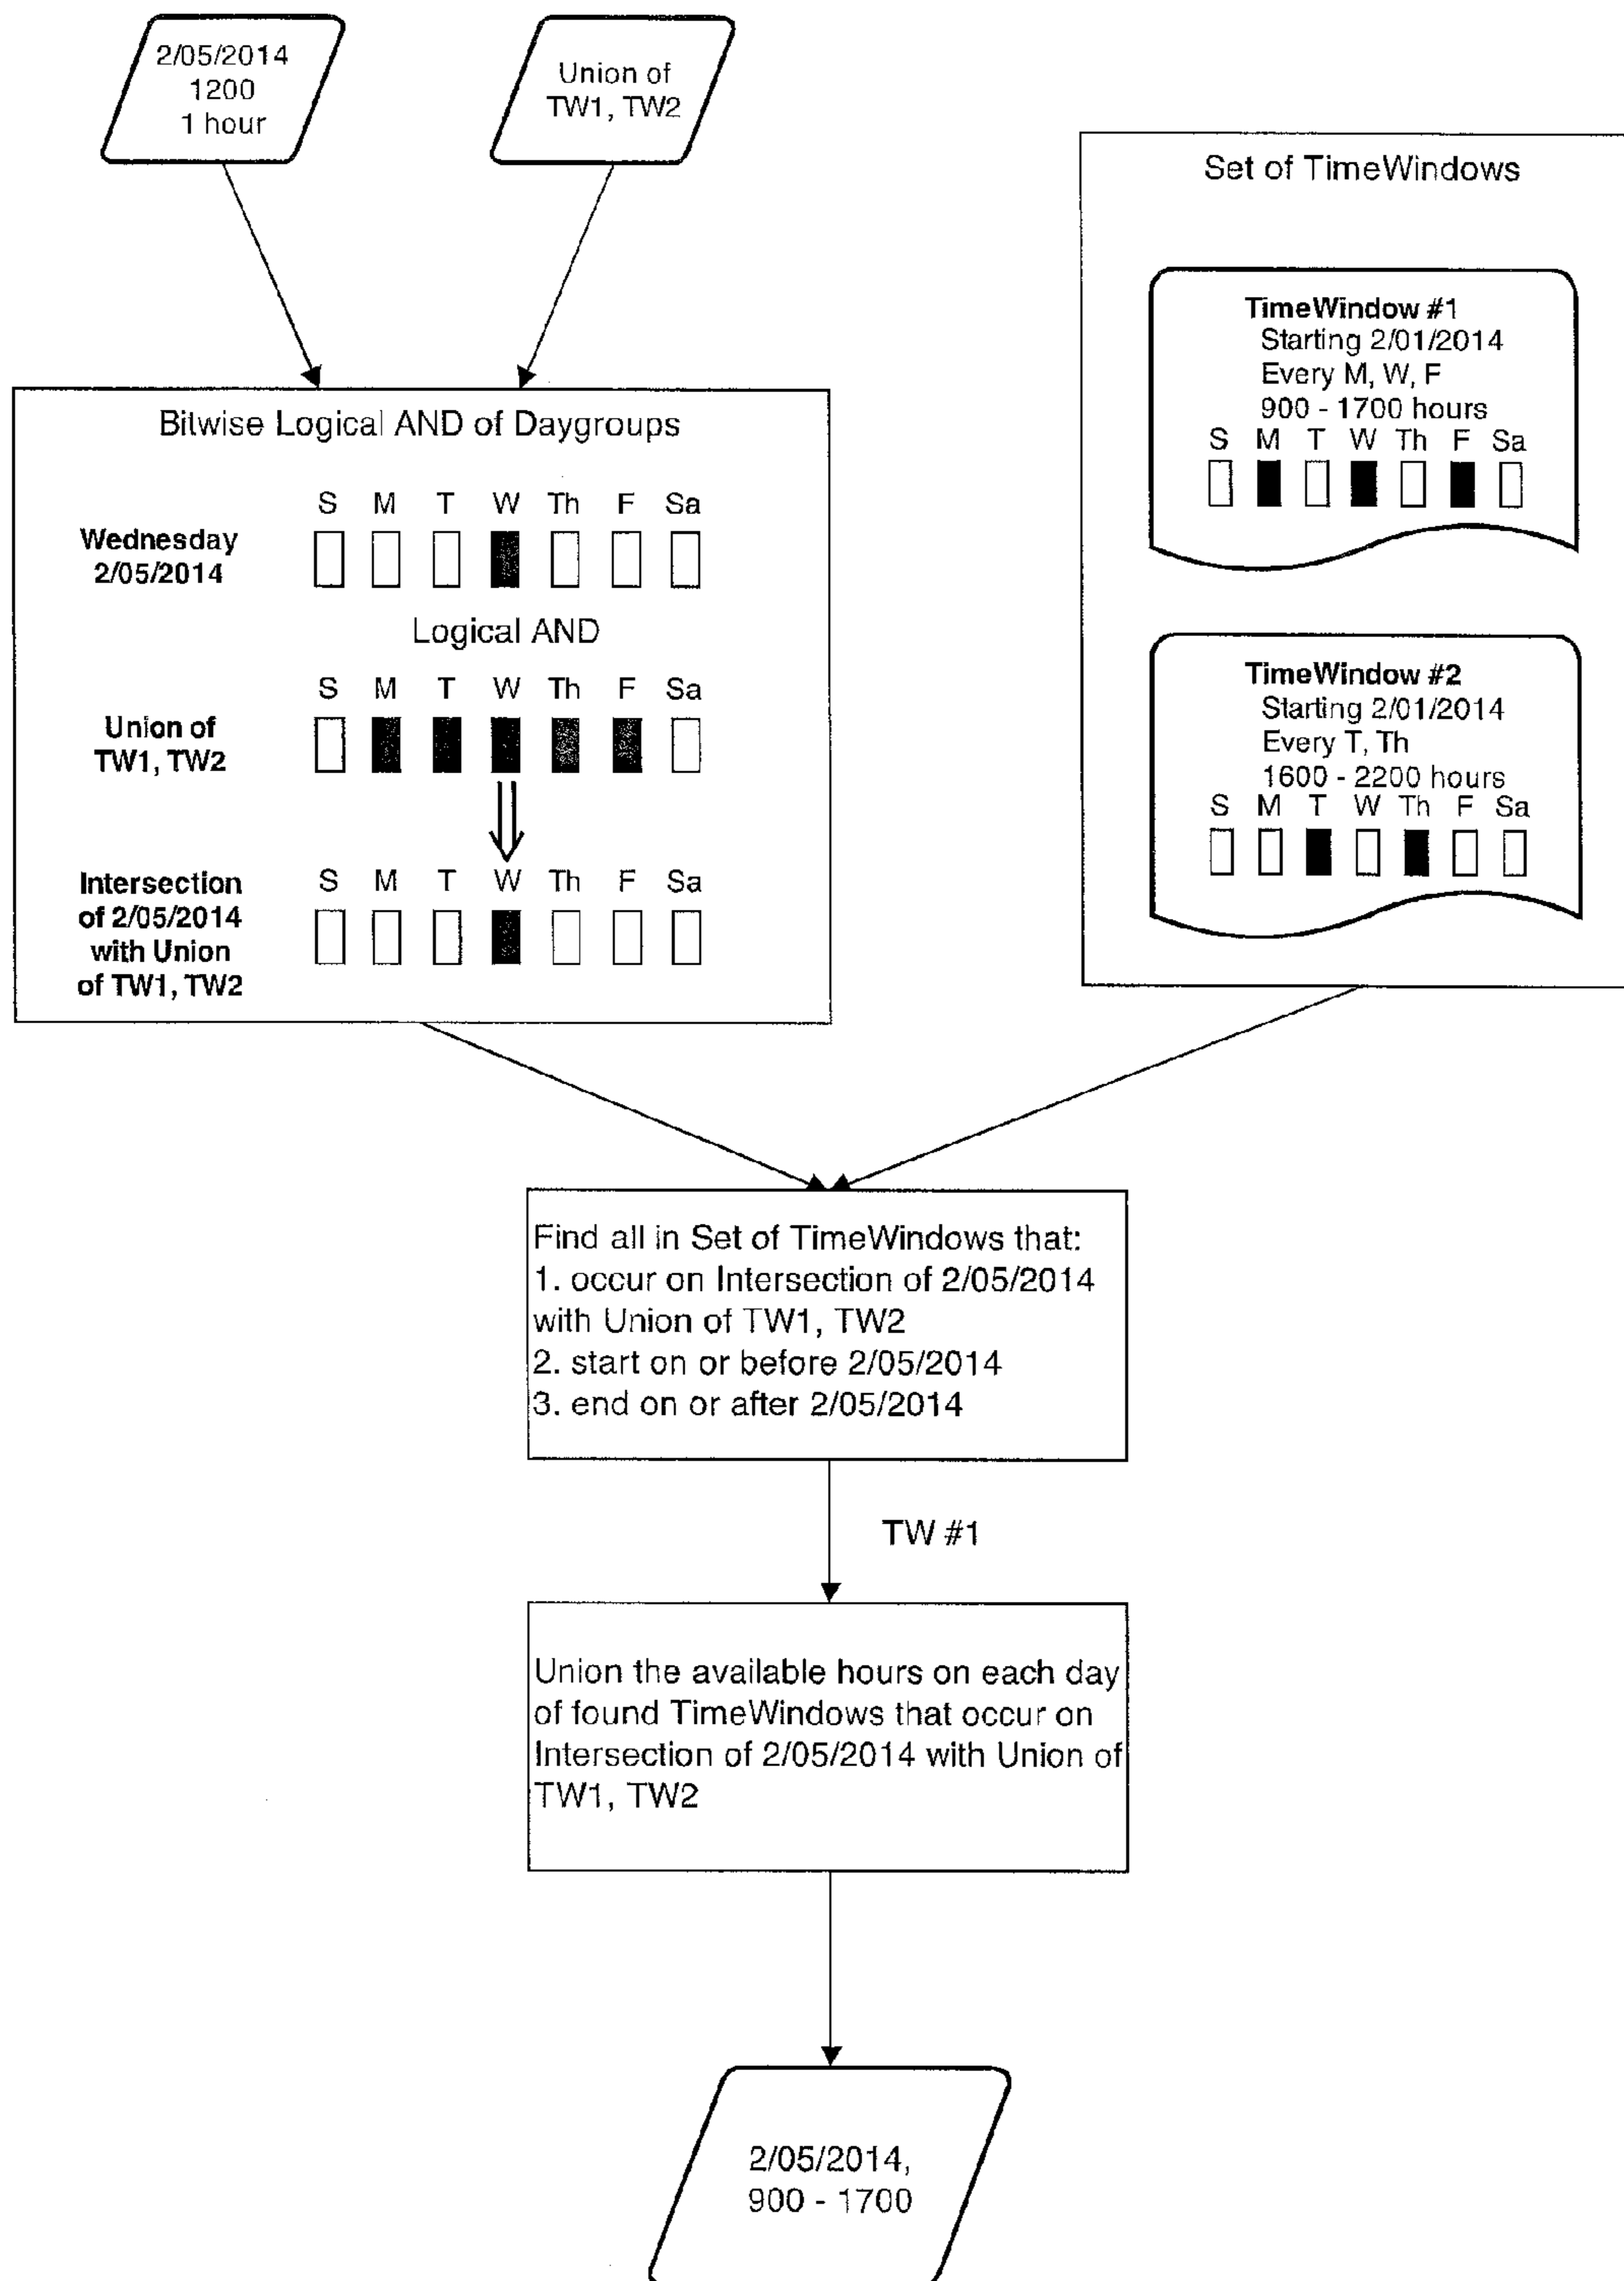 2/05/2014
1200
1 hour
Union of
TW1, TW2
Set of TimeWindows
TimeWindow #1
Starting 2/01/2014
Every M, W, F
900 - 1700 hours
S M T W Th F Sa
TimeWindow #2
Starting 2/01/2014
Every T, Th
1600 - 2200 hours
S M T W Th F Sa
Bitwise Logical AND of Daygroups
S M T W Th F Sa
Wednesday
2/05/2014
Logical AND
S M T W Th F Sa
Union of
TW1, TW2
S M T W Th F Sa
Intersection
of 2/05/2014
with Union
of TW1, TW2
Find all in Set of TimeWindows that:
1. occur on Intersection of 2/05/2014
with Union of TW1, TW2
2. start on or before 2/05/2014
3. end on or after 2/05/2014
TW #1
Union the available hours on each day
of found TimeWindows that occur on
Intersection of 2/05/2014 with Union of
TW1, TW2
2/05/2014,
900 - 1700